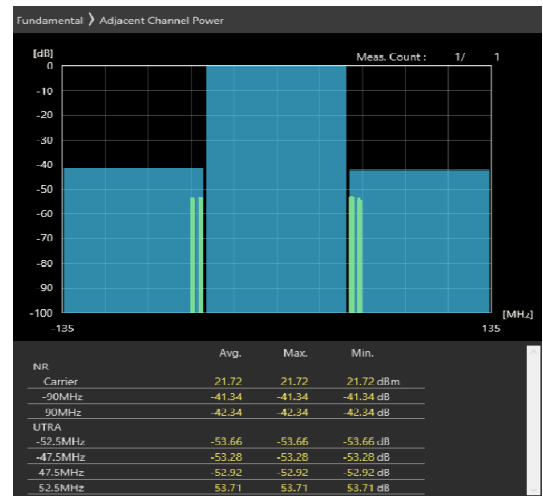 Fundamental ❯ Adjacent Channel Power
[dB]
Meas. Count : 1/ 1
0
-10
-20
-30
-40
-50
-60
-70
-80
90
-100
[MHz]
-135 135
Avg. Max. Min.
NR
Carrier 21.72 21.72 21.72 dBm
-90MHz -41.34 -41.34 -41.34 dB
90MHz -42.34 -42.34 -42.34 dB
UTRA
-52.5MHz -53.66 -53.66 -53.66 dB
-47.5MHz -53.28 -53.28 -53.28 dB
47.5MHz -52.92 -52.92 -52.92 dB
52.5MHz 53.71 53.71 53.71 dB